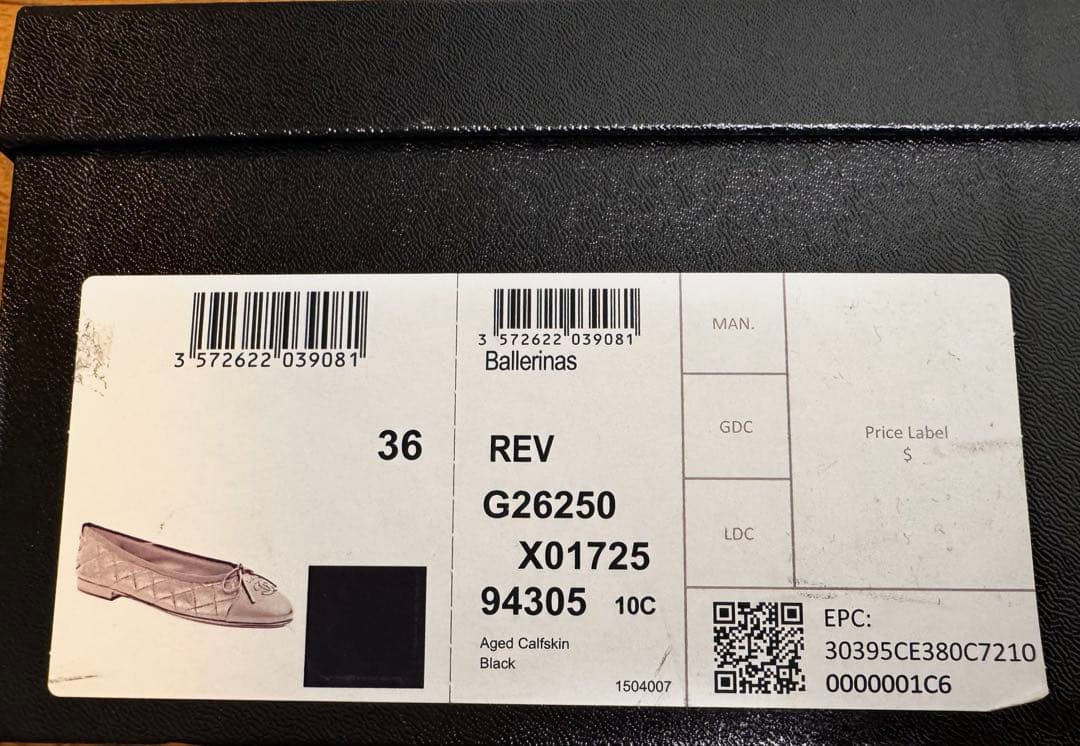 3 572622 039081
36
3 572622 039081
Ballerinas
REV
G26250
X01725
94305 10C
Aged Calfskin
Black
1504007
MAN.
GDC
LDC
Price Label
$
EPC:
30395CE380C7210
0000001C6